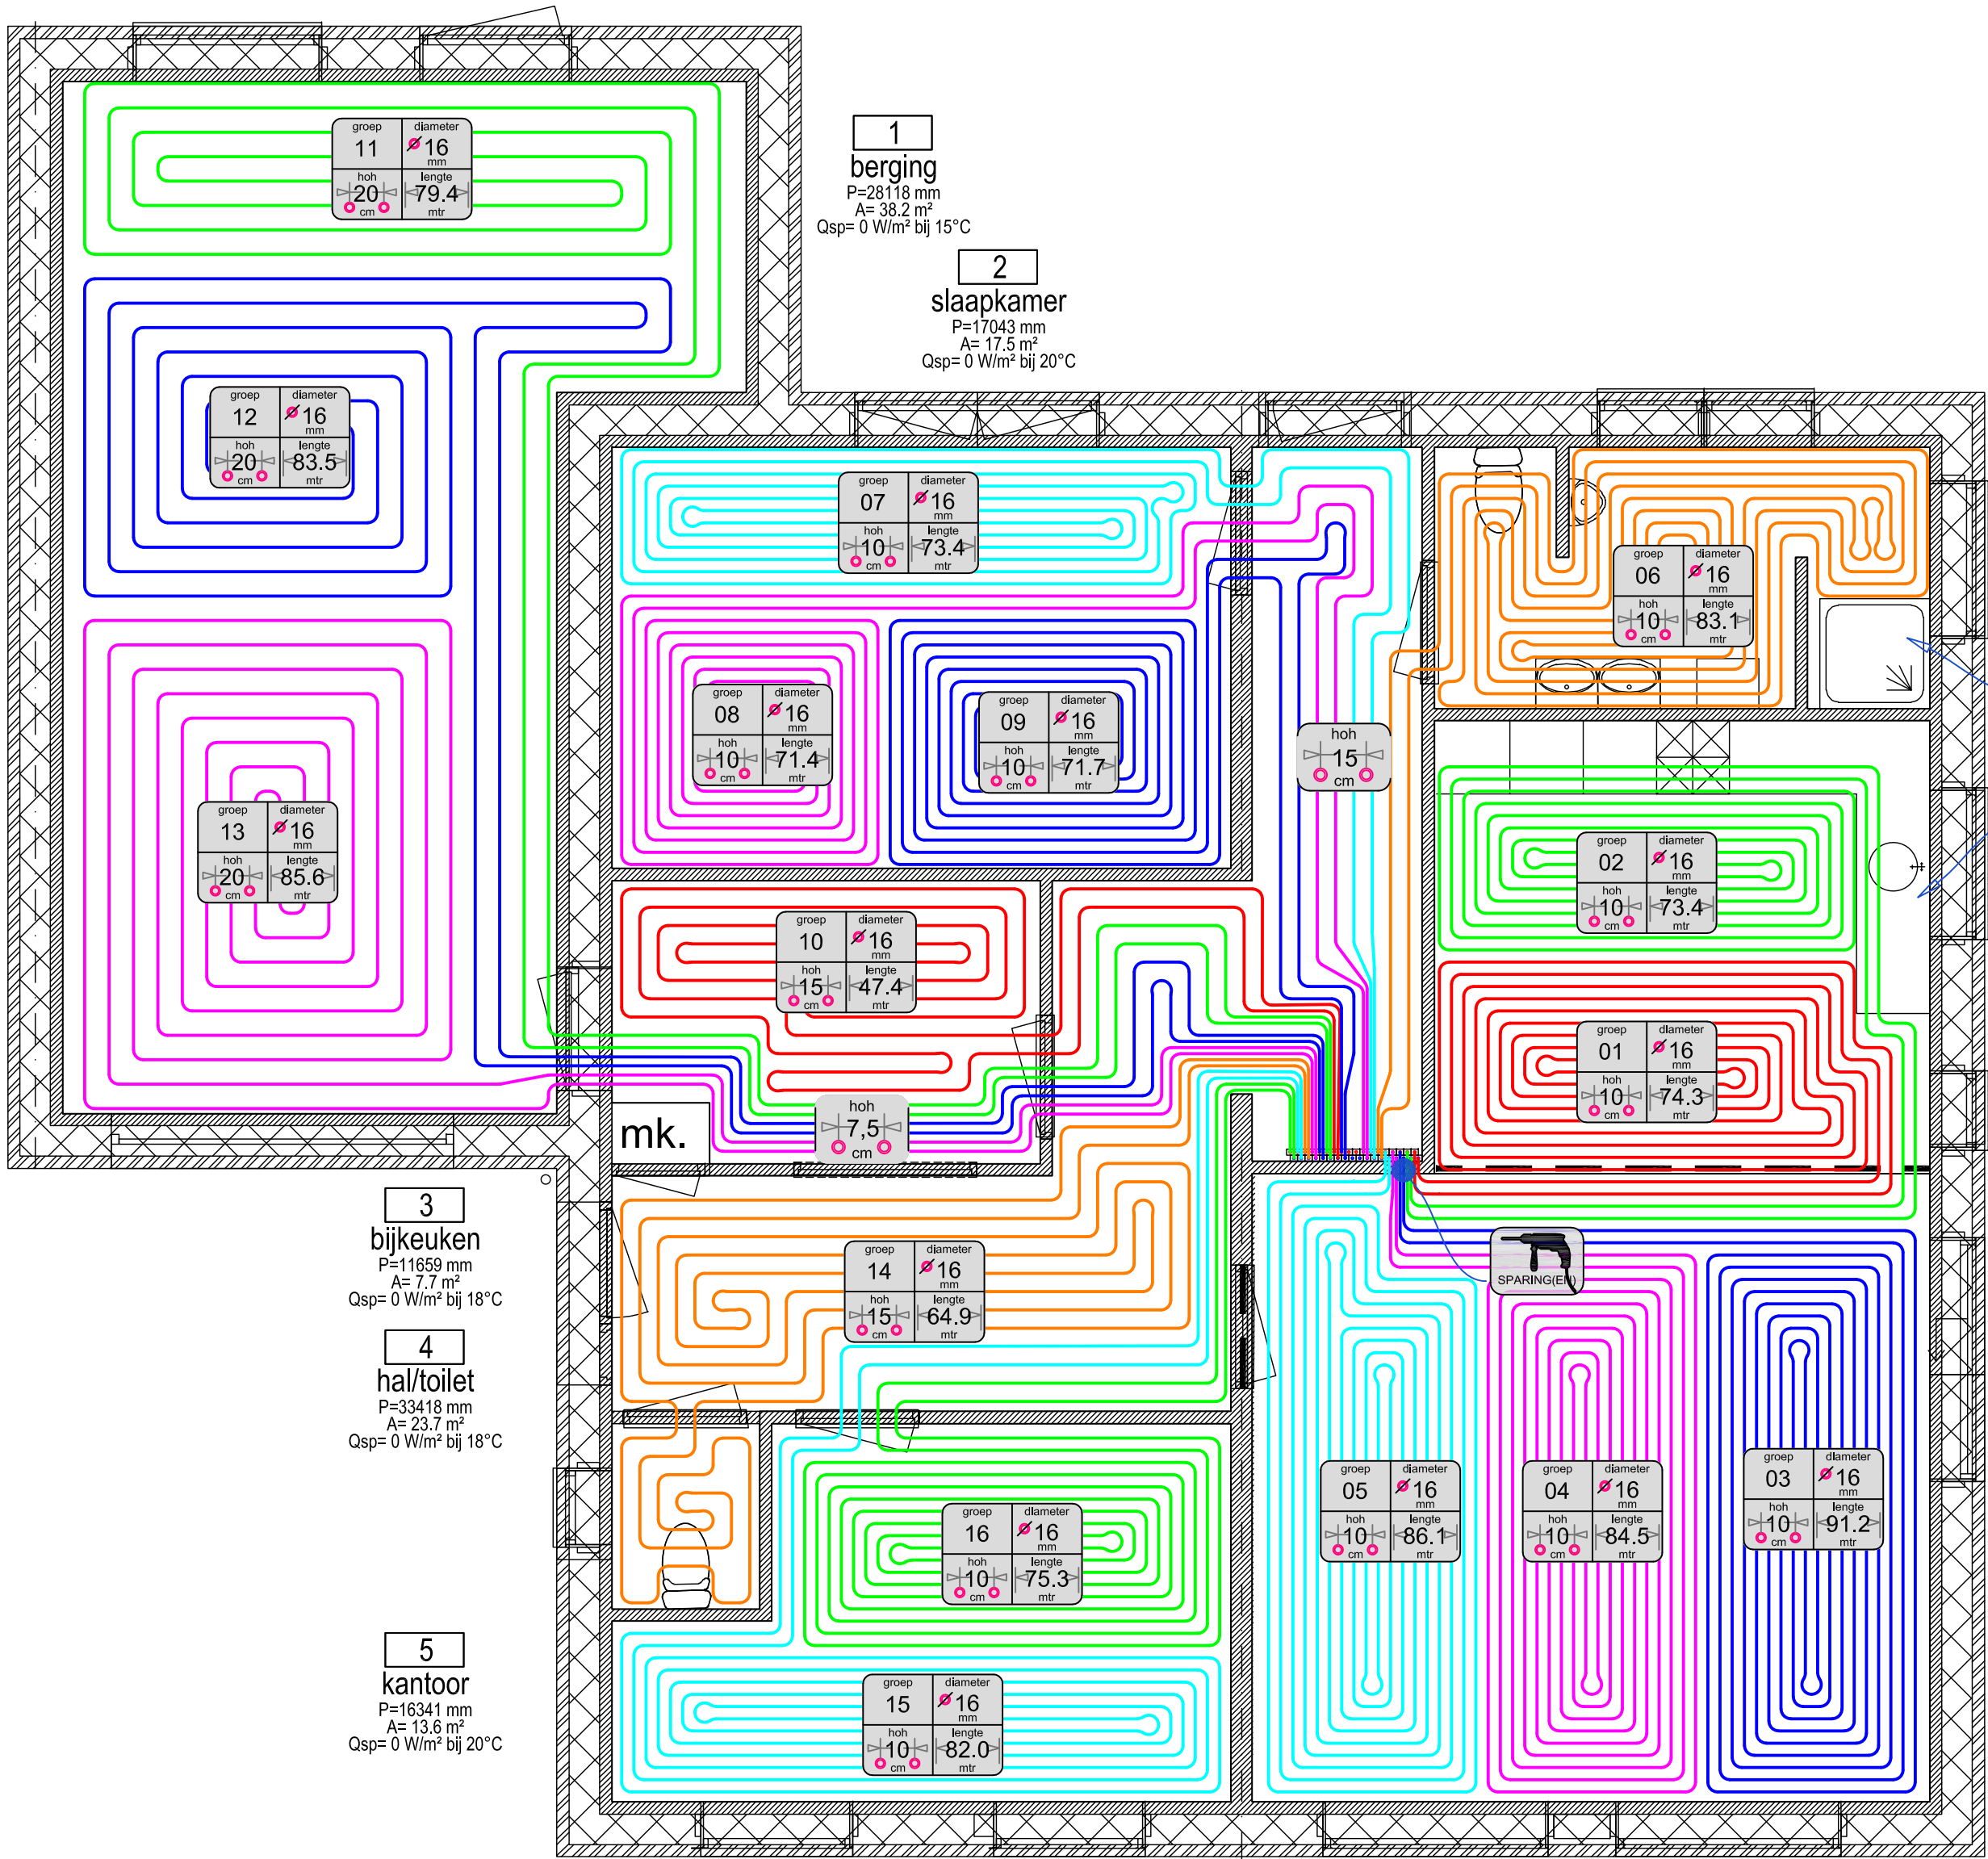 1
berging
P=28118 mm
A= 38.2 m²
Qsp= 0 W/m² bij 15°C
2
slaapkamer
P=17043 mm
A= 17.5 m²
Qsp= 0 W/m² bij 20°C
groep diameter
11 16
mm
hoh lengte
20 79.4
cm mtr
groep diameter
12 16
mm
hoh lengte
20 83.5
cm mtr
groep diameter
13 16
mm
hoh lengte
20 85.6
cm mtr
groep diameter
07 16
mm
hoh lengte
10 73.4
cm mtr
groep diameter
06 16
mm
hoh lengte
10 83.1
cm mtr
groep diameter
08 16
mm
hoh lengte
10 71.4
cm mtr
groep diameter
09 16
mm
hoh lengte
10 71.7
cm mtr
hoh
15
cm
groep diameter
02 16
mm
hoh lengte
10 73.4
cm mtr
groep diameter
10 16
mm
hoh lengte
15 47.4
cm mtr
groep diameter
01 16
mm
hoh lengte
10 74.3
cm mtr
mk.
hoh
7,5
cm
3
bijkeuken
P=11659 mm
A= 7.7 m²
Qsp= 0 W/m² bij 18°C
4
hal/toilet
P=33418 mm
A= 23.7 m²
Qsp= 0 W/m² bij 18°C
groep diameter
14 16
mm
hoh lengte
15 64.9
cm mtr
SPARING(EN)
groep diameter
05 16
mm
hoh lengte
10 86.1
cm mtr
groep diameter
04 16
mm
hoh lengte
10 84.5
cm mtr
groep diameter
03 16
mm
hoh lengte
10 91.2
cm mtr
groep diameter
16 16
mm
hoh lengte
10 75.3
cm mtr
5
kantoor
P=16341 mm
A= 13.6 m²
Qsp= 0 W/m² bij 20°C
groep diameter
15 16
mm
hoh lengte
10 82.0
cm mtr